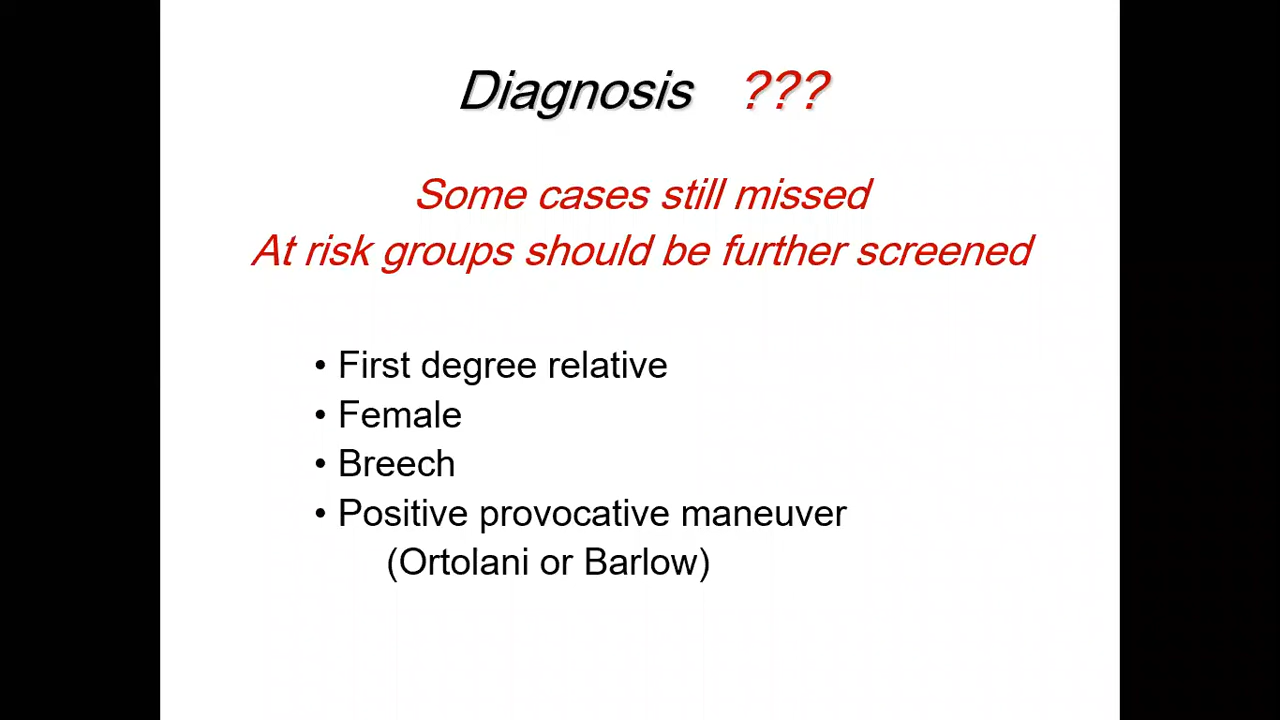 Diagnosis ???
Some cases still missed
At risk groups should be further screened
• First degree relative
• Female
• Breech
• Positive provocative maneuver
(Ortolani or Barlow)